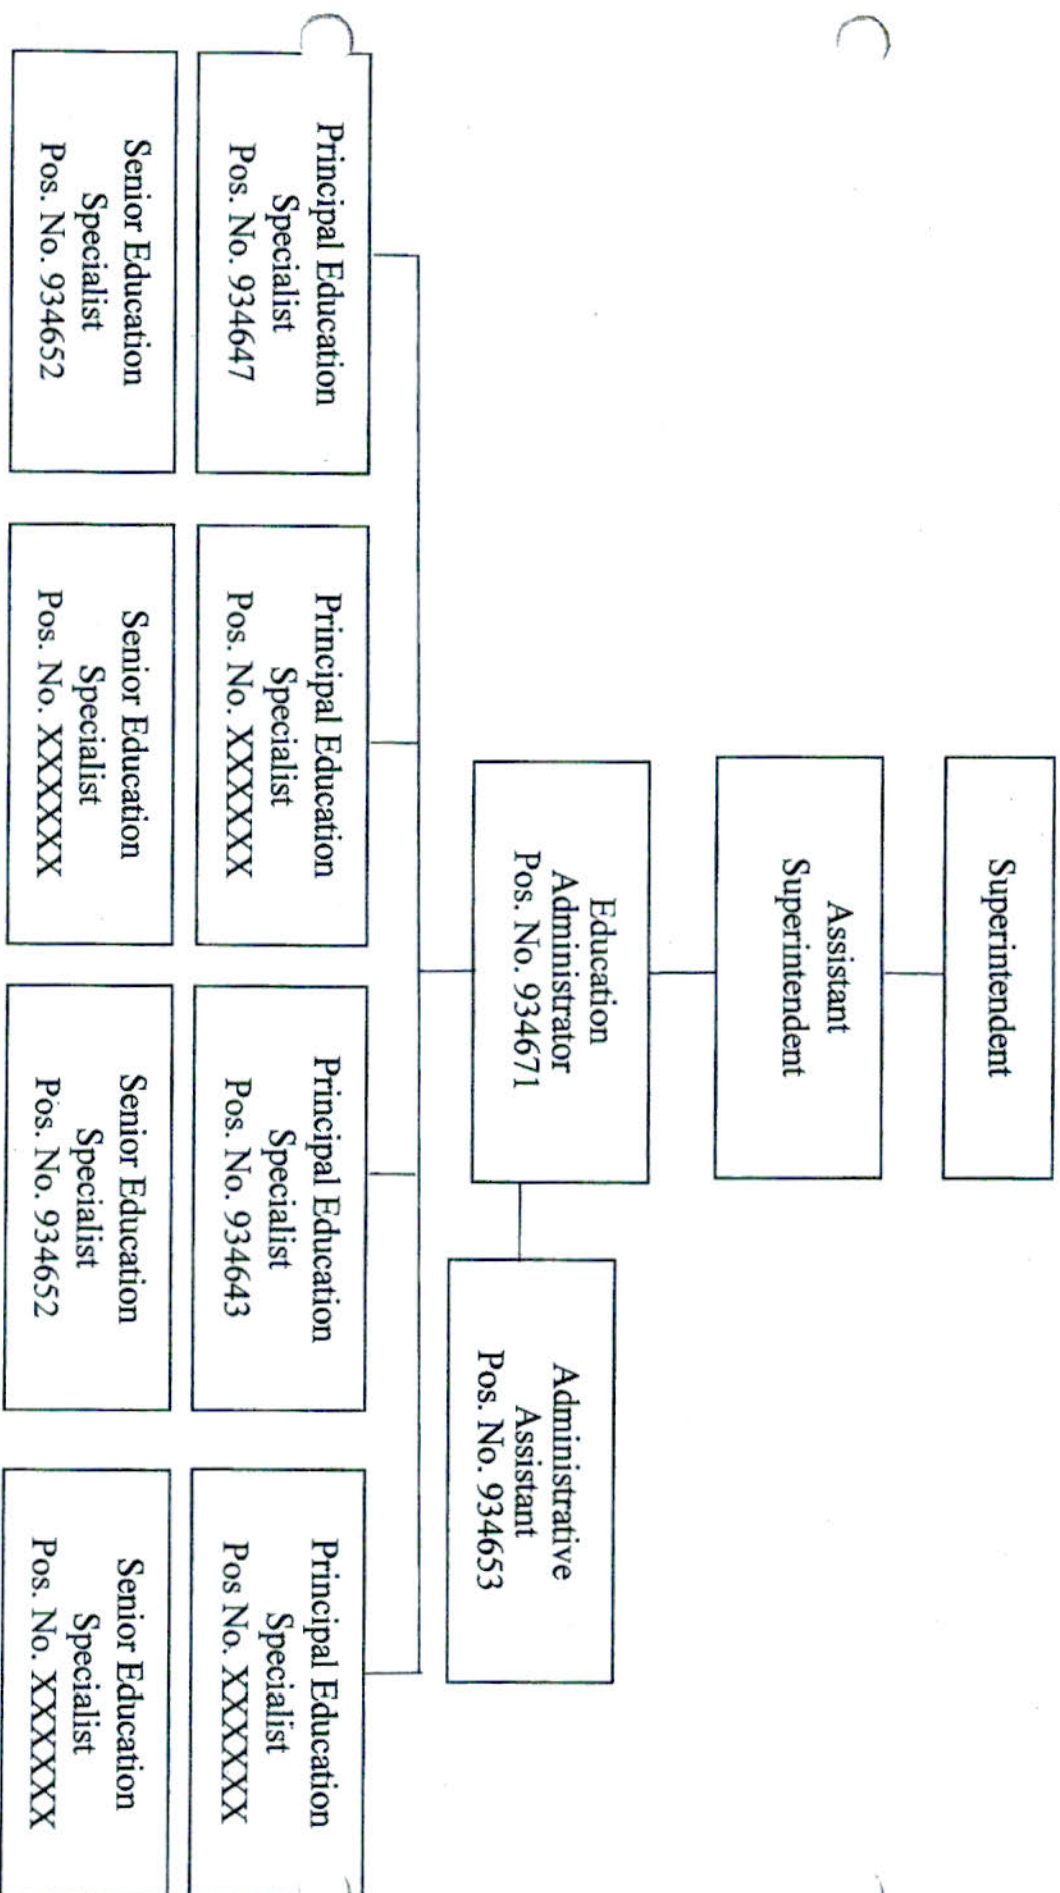 Superintendent
Assistant
Superintendent
Education
Administrator
Pos. No. 934671
Administrative
Assistant
Pos. No. 934653
Principal Education
Specialist
Pos. No. 934647
Principal Education
Specialist
Pos. No. XXXXXX
Principal Education
Specialist
Pos. No. 934643
Principal Education
Specialist
Pos No. XXXXXX
Senior Education
Specialist
Pos. No. 934652
Senior Education
Specialist
Pos. No. XXXXXX
Senior Education
Specialist
Pos. No. 934652
Senior Education
Specialist
Pos. No. XXXXXX